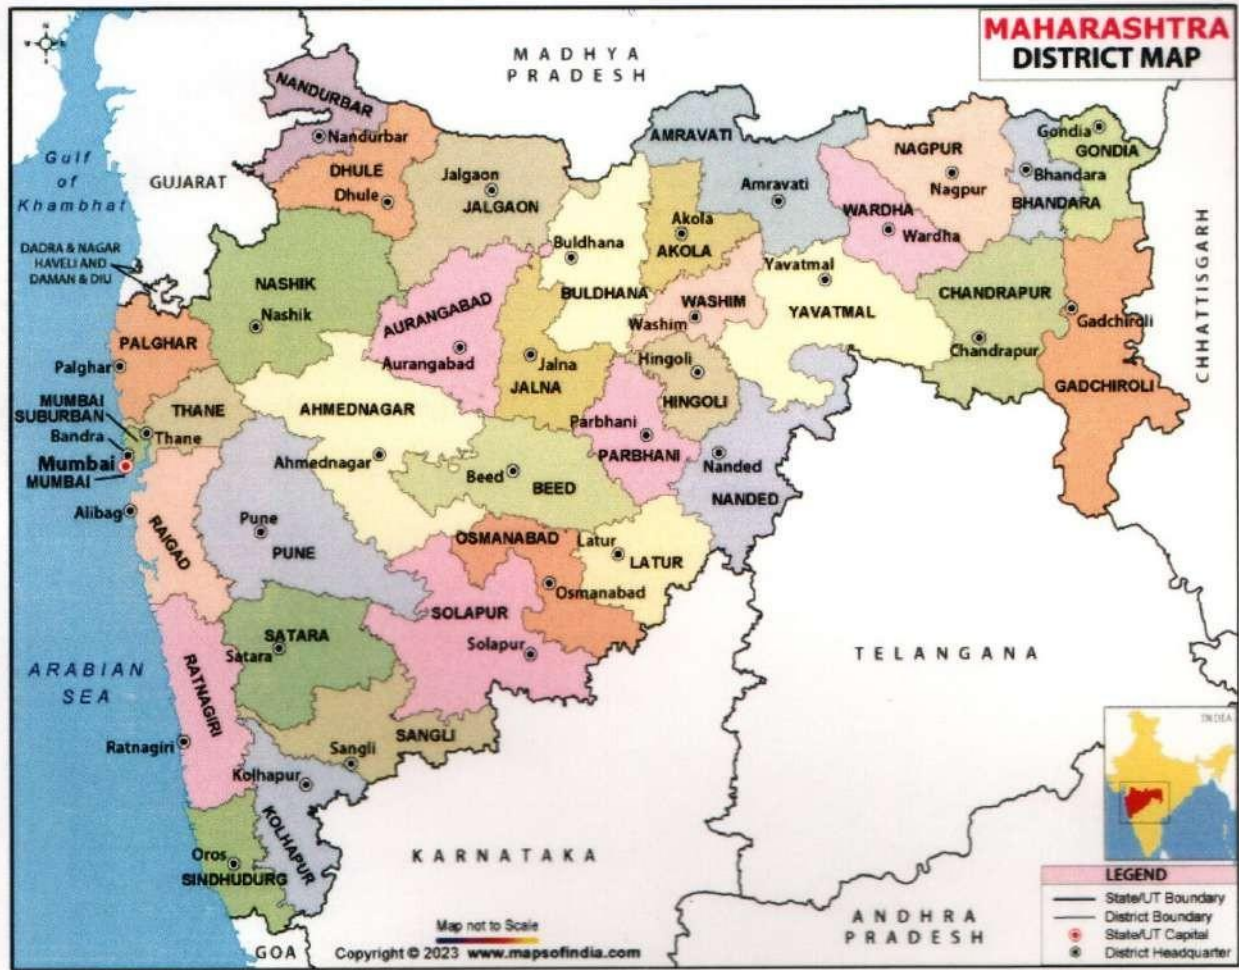 MAHARASHTRA
DISTRICT MAP
MADHYA
PRADESH
NANDURBAR
Nandurbar
Gulf
of
Khambhat
GUJARAT
DHULE
Dhule
Jalgaon
JALGAON
AMRAVATI
Amravati
NAGPUR
Nagpur
Gondia
GONDIA
Bhandara
BHANDARA
WARDHA
Wardha
Akola
AKOLA
Buldhana
BULDHANA
CHHATTISGARH
DADRA & NAGAR
HAVELI AND
DAMAN & DIU
NASHIK
Nashik
AURANGABAD
Aurangabad
Jalna
JALNA
WASHIM
Washim
Yavatmal
YAVATMAL
CHANDRAPUR
Chandrapur
Gadchiroli
GADCHIROLI
PALGHAR
Palghar
Hingoli
HINGOLI
THANE
Thane
MUMBAI
SUBURBAN
Bandra
Mumbai
MUMBAI
AHMEDNAGAR
Ahmednagar
Parbhani
PARBHANI
Beed
BEED
Nanded
NANDED
Alibag
RAIGAD
Pune
PUNE
OSMANABAD
Osmanabad
Latur
LATUR
SOLAPUR
Solapur
SATARA
Satara
ARABIAN
SEA
RATNAGIRI
Ratnagiri
TELANGANA
SANGLI
Sangli
Kolhapur
KOLHAPUR
Oros
SINDHUDURG
KARNATAKA
GOA
ANDHRA
PRADESH
INDIA
LEGEND
State/UT Boundary
District Boundary
State/UT Capital
District Headquarter
Map not to Scale
Copyright © 2023 www.mapsofindia.com